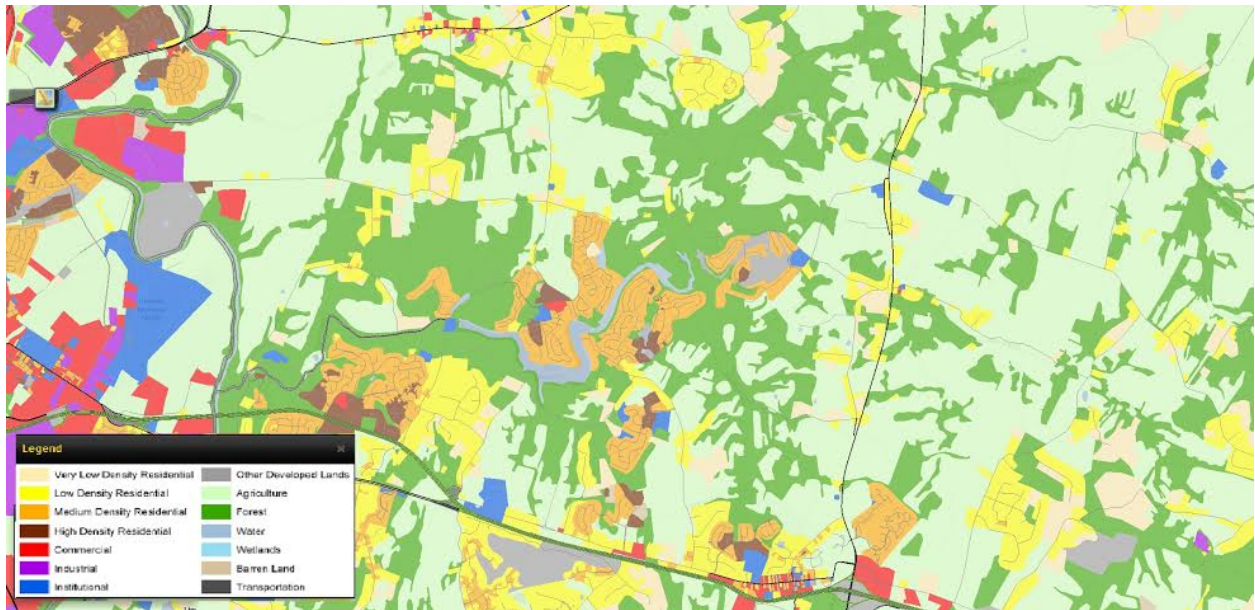 Legend
Very Low Density Residential
Low Density Residential
Medium Density Residential
High Density Residential
Commercial
Industrial
Institutional
Other Developed Lands
Agriculture
Forest
Water
Wetlands
Barren Land
Transportation